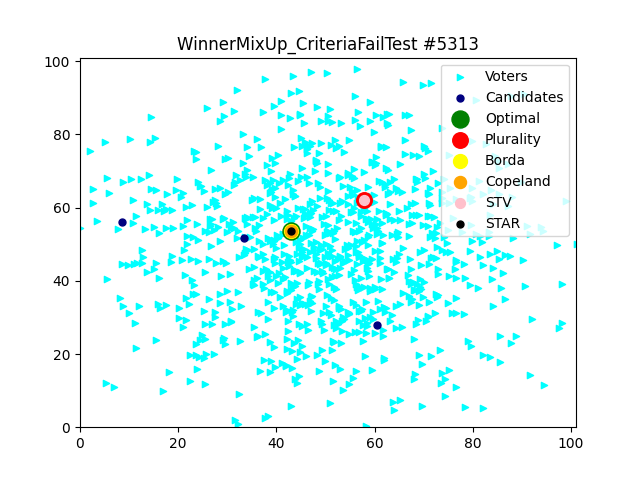 WinnerMixUp_CriteriaFailTest #5313
100
80
60
40
20
0
0
20
40
60
80
100
Voters
Candidates
Optimal
Plurality
Borda
Copeland
STV
STAR